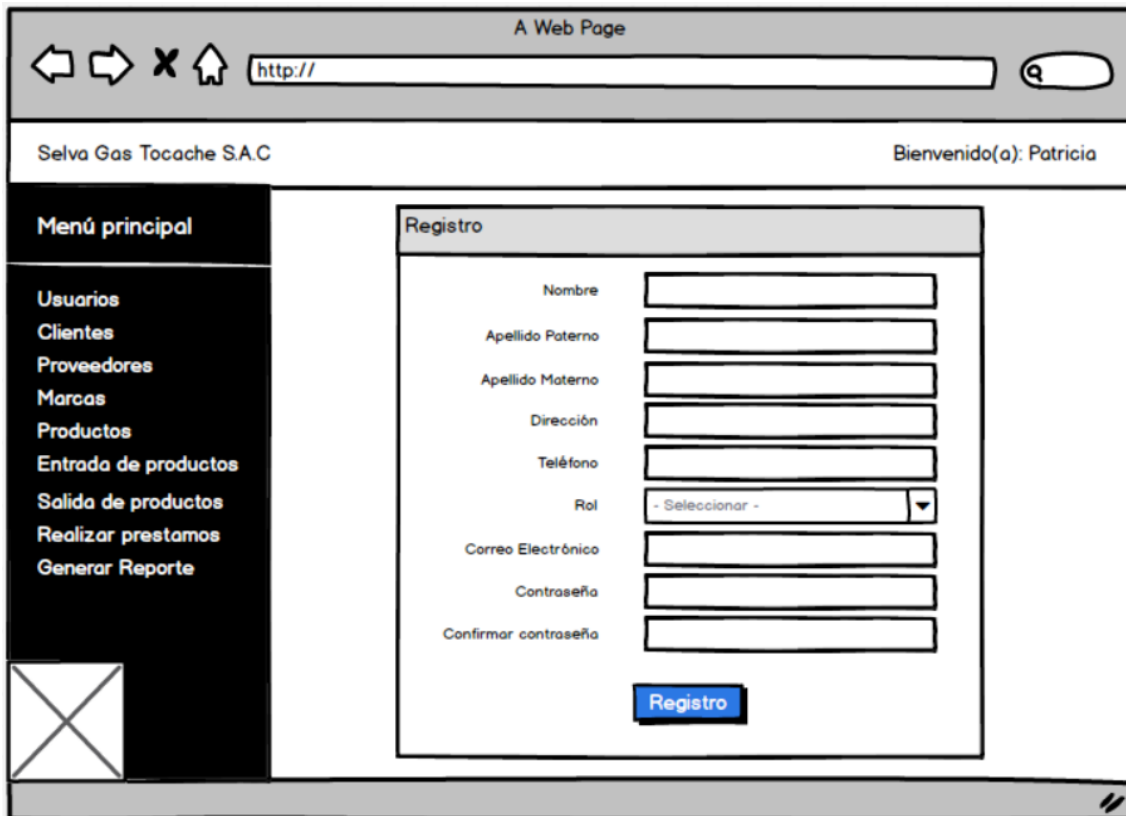 A Web Page
http://
Selva Gas Tocache S.A.C
Bienvenido(a): Patricia
Menú principal
Usuarios
Clientes
Proveedores
Marcas
Productos
Entrada de productos
Salida de productos
Realizar prestamos
Generar Reporte
Registro
Nombre
Apellido Paterno
Apellido Materno
Dirección
Teléfono
Rol - Seleccionar -
Correo Electrónico
Contraseña
Confirmar contraseña
Registro